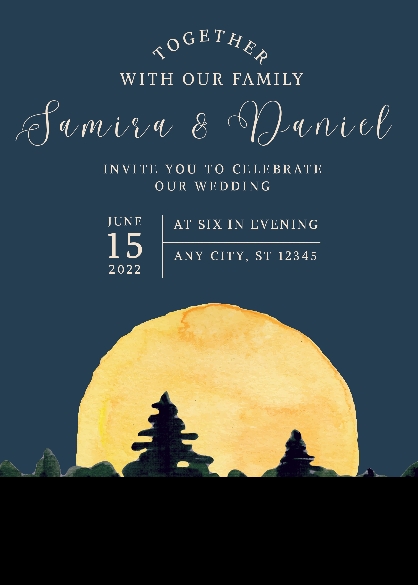 TOGETHER
WITH OUR FAMILY
Samira & Daniel
INVITE YOU TO CELEBRATE
OUR WEDDING
JUNE
15
2022
AT SIX IN EVENING
ANY CITY, ST 12345